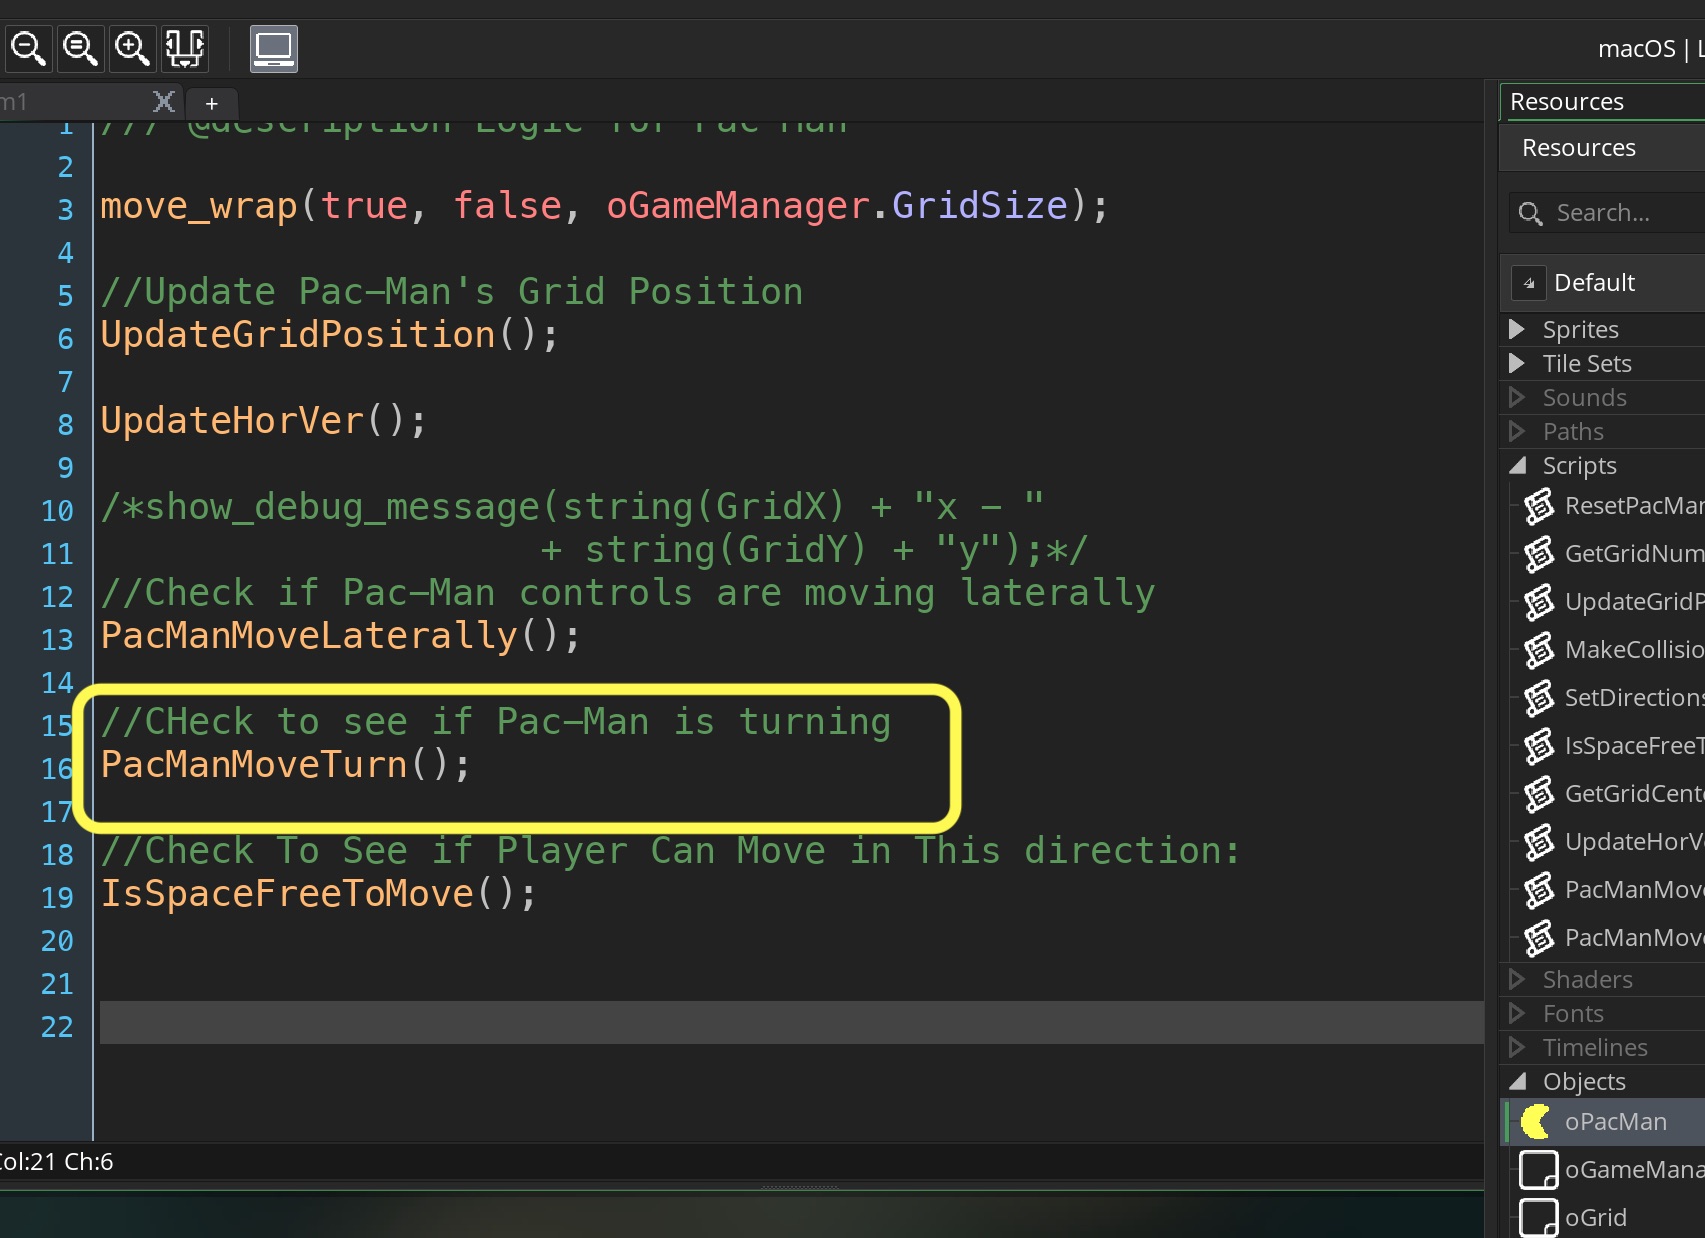 macOS | L
m1
+
Resources
Resources
Search...
Default
Sprites
Tile Sets
Sounds
Paths
Scripts
ResetPacMan
GetGridNum
UpdateGridP
MakeCollisio
SetDirections
IsSpaceFreeT
GetGridCente
UpdateHorVe
PacManMove
PacManMove
Shaders
Fonts
Timelines
Objects
oPacMan
oGameMana
oGrid
1 /// @description Logic for Pac-Man
2
3 move_wrap(true, false, oGameManager.GridSize);
4
5 //Update Pac-Man's Grid Position
6 UpdateGridPosition();
7
8 UpdateHorVer();
9
10 /*show_debug_message(string(GridX) + "x - "
11 + string(GridY) + "y");*/
12 //Check if Pac-Man controls are moving laterally
13 PacManMoveLaterally();
14
15 //CHeck to see if Pac-Man is turning
16 PacManMoveTurn();
17
18 //Check To See if Player Can Move in This direction:
19 IsSpaceFreeToMove();
20
21
22
Col:21 Ch:6